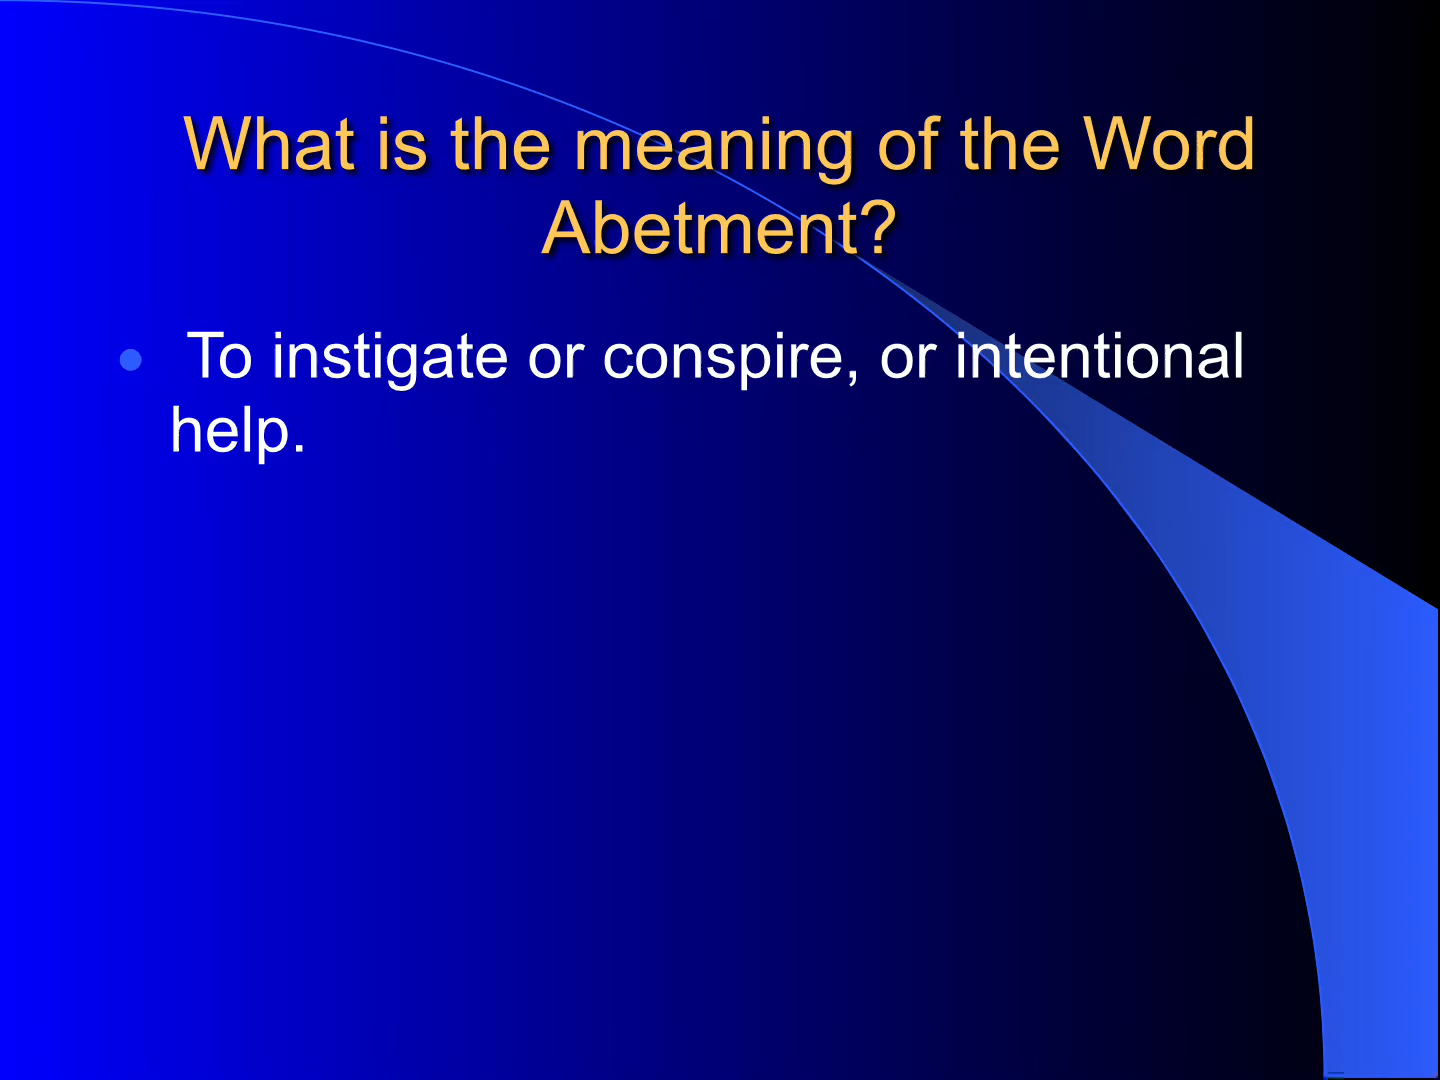 What is the meaning of the Word
Abetment?
To instigate or conspire, or intentional
help.